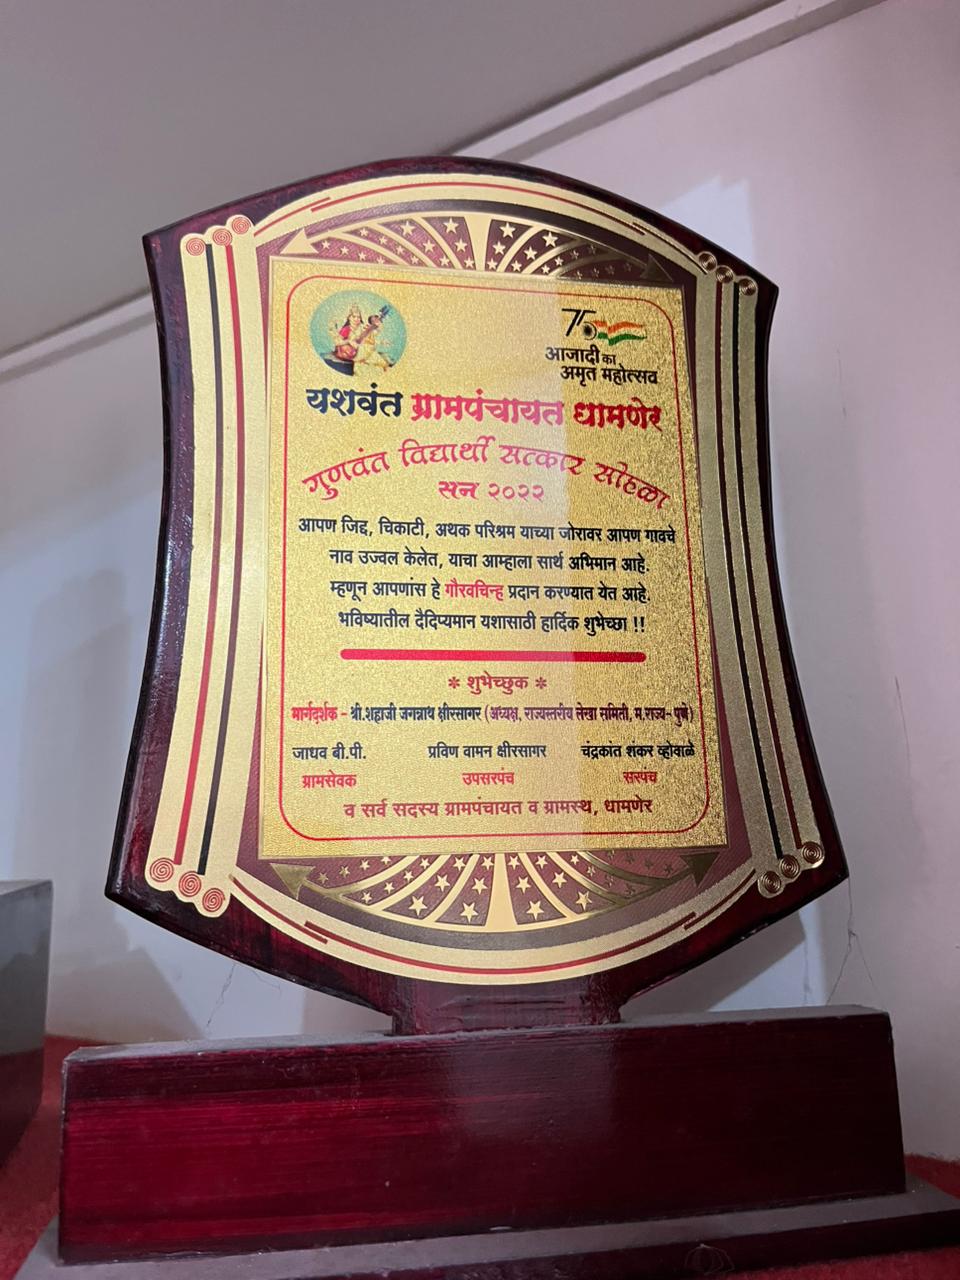 75
आजादी का
अमृत महोत्सव
यशवंत ग्रामपंचायत धामणेर
गुणवंत विद्यार्थी सत्कार सोहळा
सन २०२२
आपण जिद्द, चिकाटी, अथक परिश्रम याच्या जोरावर आपण गावचे
नाव उज्वल केलेत, याचा आम्हाला सार्थ अभिमान आहे.
म्हणून आपणांस हे गौरवचिन्ह प्रदान करण्यात येत आहे.
भविष्यातील दैदिप्यमान यशासाठी हार्दिक शुभेच्छा !!
* शुभेच्छुक *
मार्गदर्शक - श्री.शहाजी जगन्नाथ क्षीरसागर (अध्यक्ष, राज्यस्तरीय लेखा समिती, म.राज्य- पुणे)
जाधव बी.पी. प्रविण वामन क्षीरसागर चंद्रकांत शंकर व्होवाळे
ग्रामसेवक उपसरपंच सरपंच
व सर्व सदस्य ग्रामपंचायत व ग्रामस्थ, धामणेर